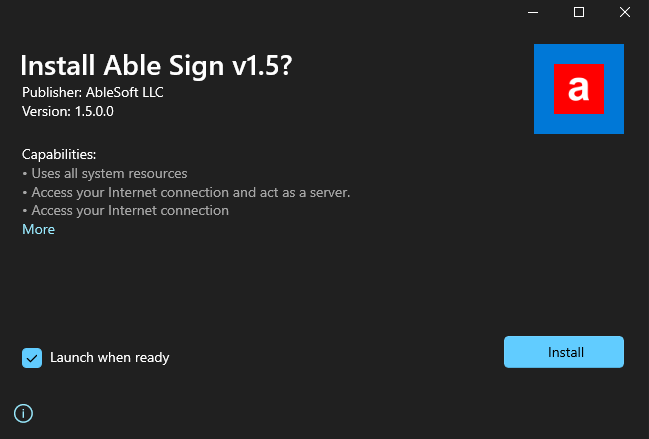 Install Able Sign v1.5?
Publisher: AbleSoft LLC
Version: 1.5.0.0
a
Capabilities:
• Uses all system resources
• Access your Internet connection and act as a server.
• Access your Internet connection
More
Launch when ready
Install